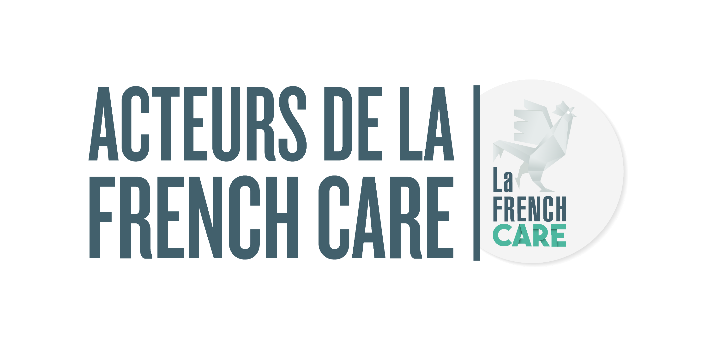 ACTEURS DE LA
FRENCH CARE
La
FRENCH
CARE